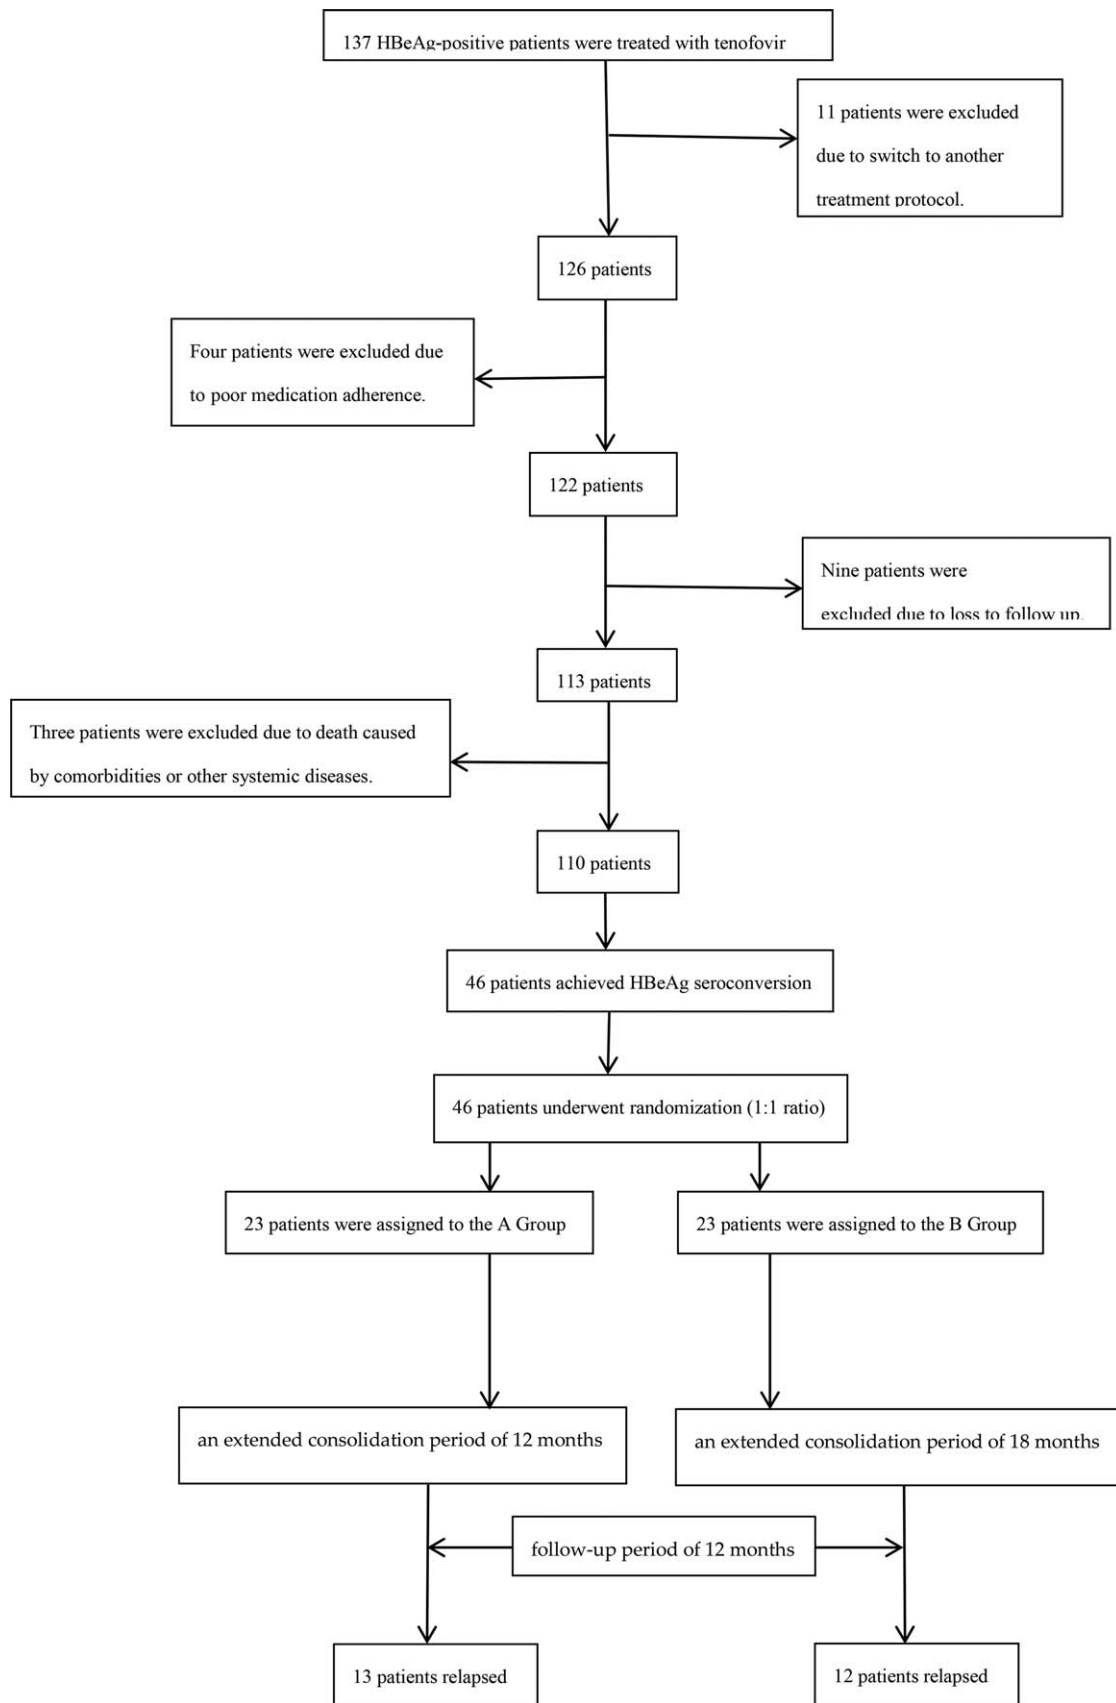 137 HBeAg-positive patients were treated with tenofovir
11 patients were excluded
due to switch to another
treatment protocol.
126 patients
Four patients were excluded due
to poor medication adherence.
122 patients
Nine patients were
excluded due to loss to follow up.
113 patients
Three patients were excluded due to death caused
by comorbidities or other systemic diseases.
110 patients
46 patients achieved HBeAg seroconversion
46 patients underwent randomization (1:1 ratio)
23 patients were assigned to the A Group
23 patients were assigned to the B Group
an extended consolidation period of 12 months
an extended consolidation period of 18 months
follow-up period of 12 months
13 patients relapsed
12 patients relapsed